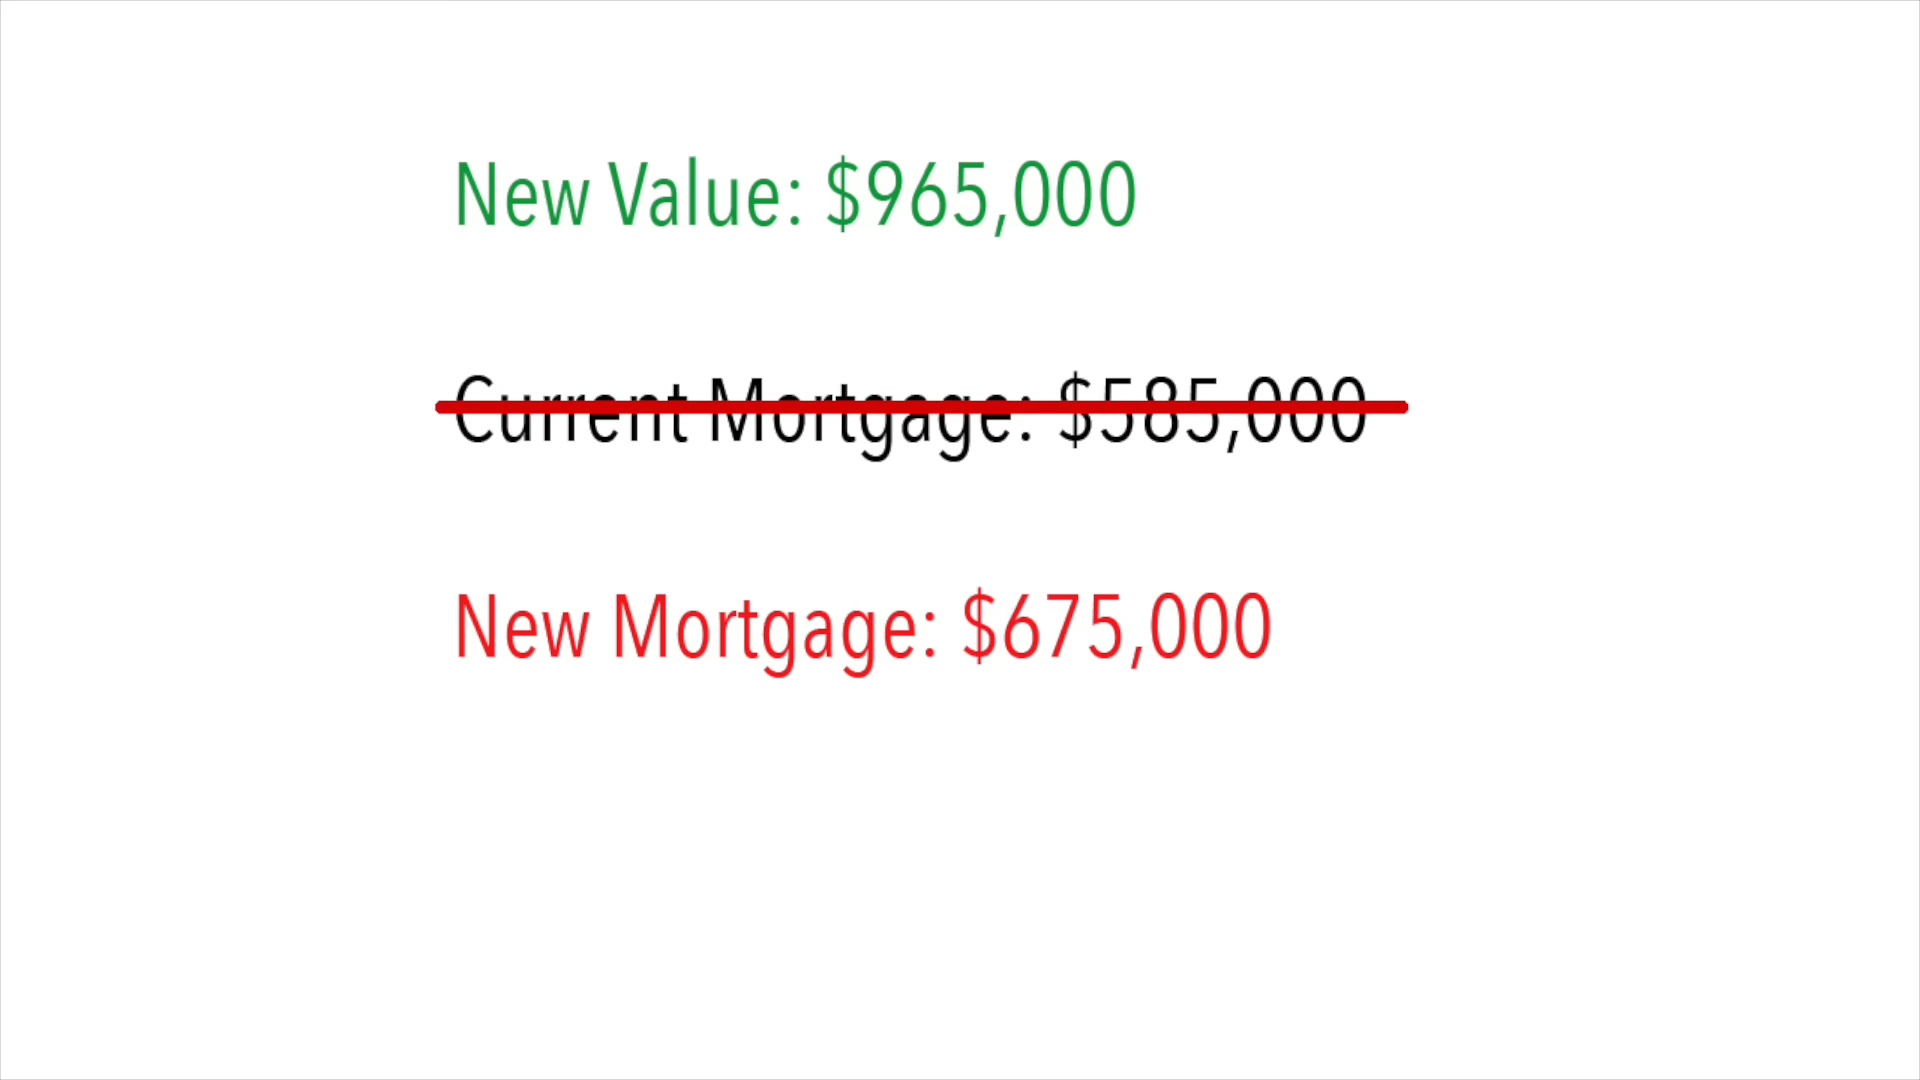 New Value: $965,000
Current Mortgage: $585,000
New Mortgage: $675,000